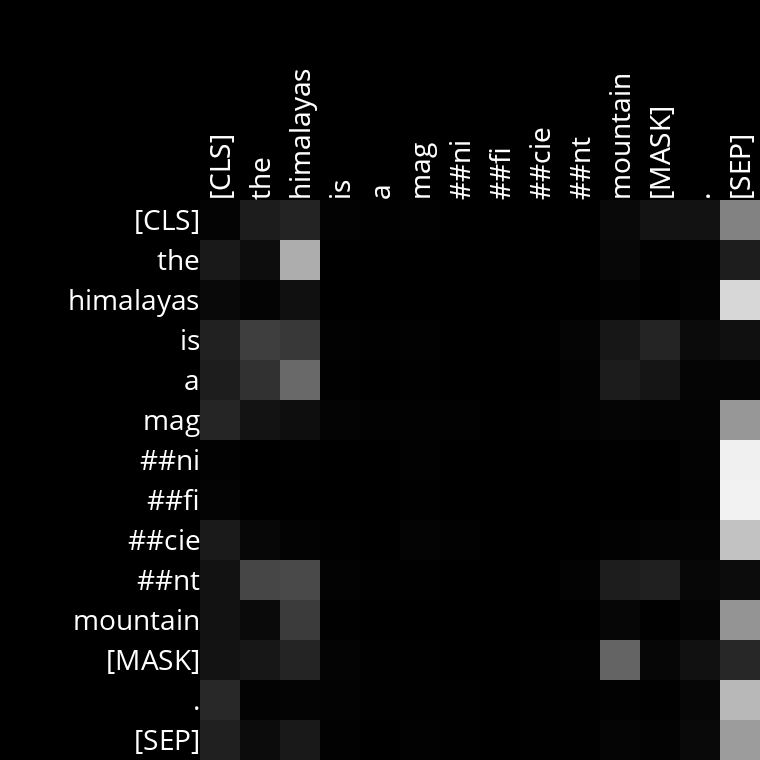 [CLS] the himalayas is a mag ##ni ##fi ##cie ##nt mountain [MASK] . [SEP]
[CLS]
the
himalayas
is
a
mag
##ni
##fi
##cie
##nt
mountain
[MASK]
.
[SEP]